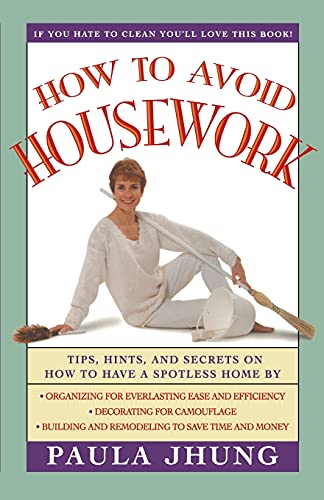 IF YOU HATE TO CLEAN YOU'LL LOVE THIS BOOK!
HOW TO AVOID
HOUSEWORK
TIPS, HINTS, AND SECRETS ON
HOW TO HAVE A SPOTLESS HOME BY
• ORGANIZING FOR EVERLASTING EASE AND EFFICIENCY
• DECORATING FOR CAMOUFLAGE
• BUILDING AND REMODELING TO SAVE TIME AND MONEY
PAULA JHUNG